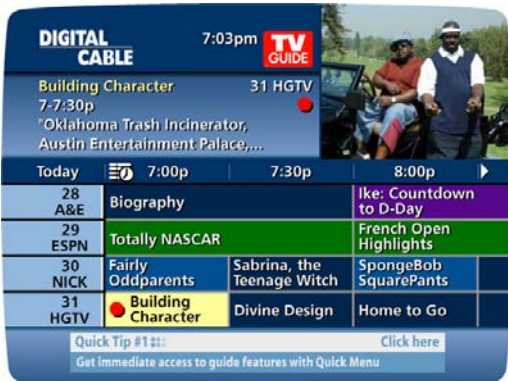 DIGITAL
CABLE
7:03pm
TV
GUIDE
Building Character
31 HGTV
7-7:30p
"Oklahoma Trash Incinerator,
Austin Entertainment Palace,...
Today 7:00p 7:30p 8:00p
28
A&E
Biography
Ike: Countdown
to D-Day
29
ESPN
Totally NASCAR
French Open
Highlights
30
NICK
Fairly
Oddparents
Sabrina, the
Teenage Witch
SpongeBob
SquarePants
31
HGTV
Building
Character
Divine Design
Home to Go
Quick Tip #1
Click here
Get immediate access to guide features with Quick Menu